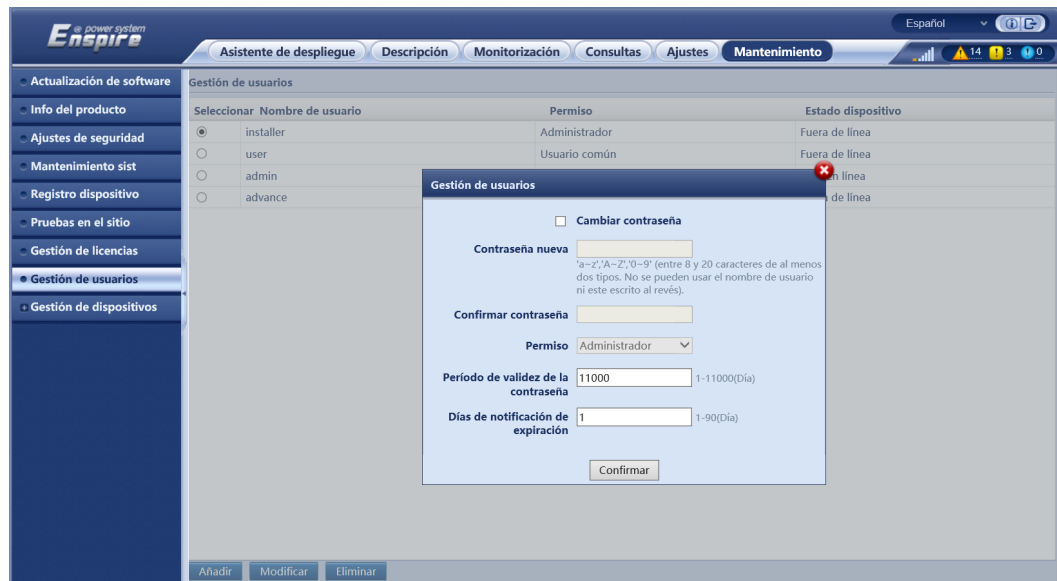 e power system
Enspire
Español
Asistente de despliegue Descripción Monitorización Consultas Ajustes Mantenimiento
14 3 0
Actualización de software
Info del producto
Ajustes de seguridad
Mantenimiento sist
Registro dispositivo
Pruebas en el sitio
Gestión de licencias
Gestión de usuarios
Gestión de dispositivos
Gestión de usuarios
Seleccionar Nombre de usuario Permiso Estado dispositivo
installer Administrador Fuera de línea
user Usuario común Fuera de línea
admin línea
advance de línea
Gestión de usuarios
Cambiar contraseña
Contraseña nueva
'a~z','A~Z','0~9' (entre 8 y 20 caracteres de al menos
dos tipos. No se pueden usar el nombre de usuario
ni este escrito al revés).
Confirmar contraseña
Permiso Administrador
Período de validez de la 11000 1-11000(Día)
contraseña
Días de notificación de 1 1-90(Día)
expiración
Confirmar
Añadir Modificar Eliminar